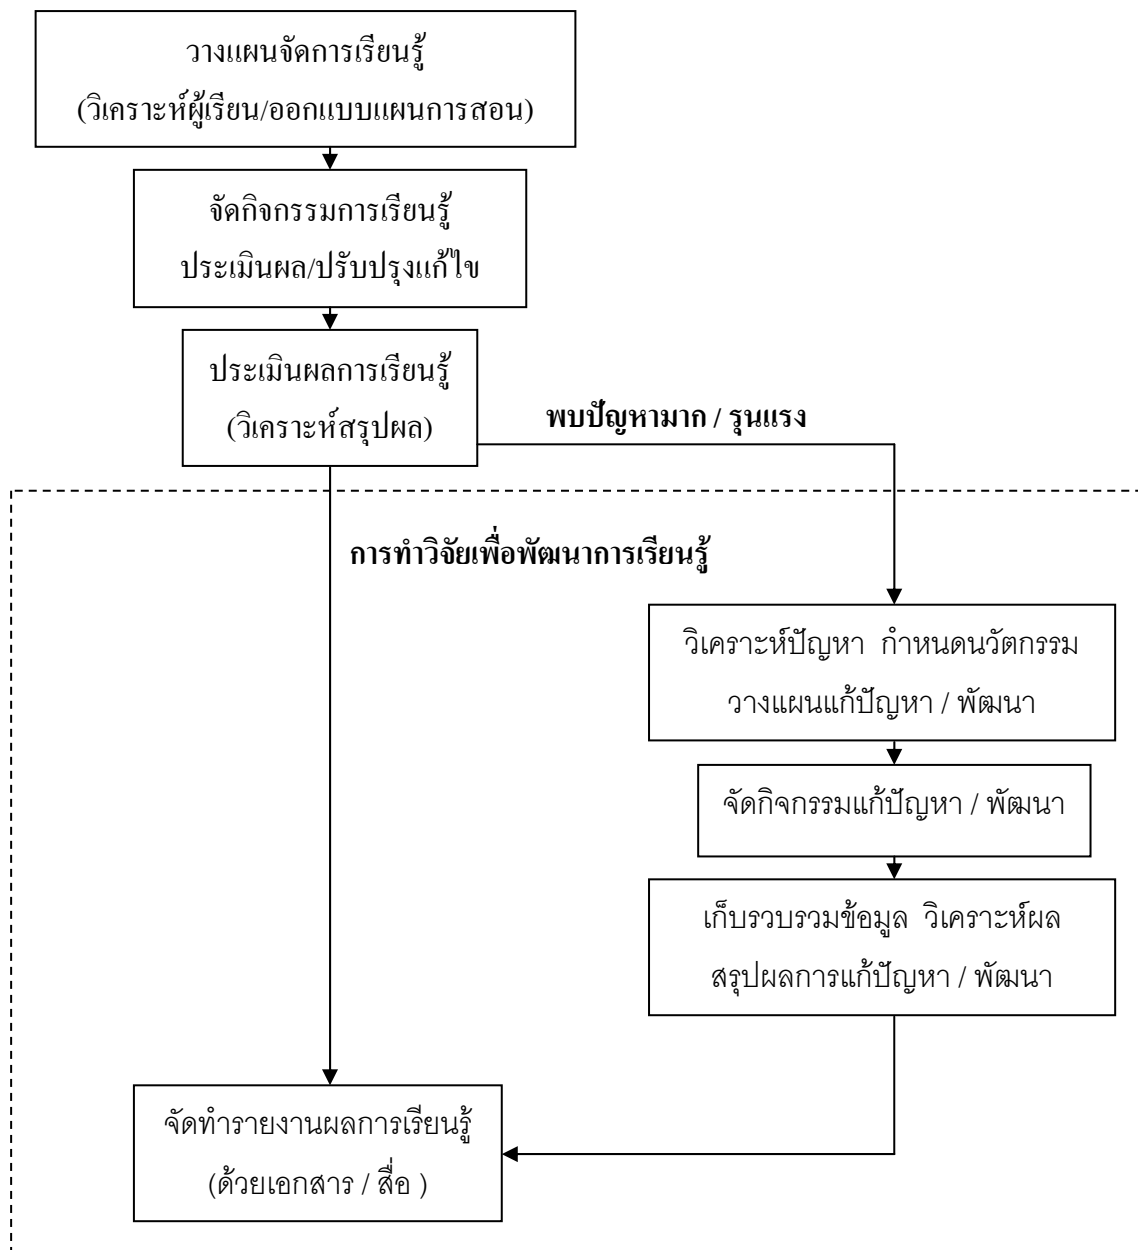 วางแผนจัดการเรียนรู้
(วิเคราะห์ผู้เรียน/ออกแบบแผนการสอน)
จัดกิจกรรมการเรียนรู้
ประเมินผล/ปรับปรุงแก้ไข
ประเมินผลการเรียนรู้
(วิเคราะห์สรุปผล)
พบปัญหามาก / รุนแรง
การทำวิจัยเพื่อพัฒนาการเรียนรู้
วิเคราะห์ปัญหา กำหนดนวัตกรรม
วางแผนแก้ปัญหา / พัฒนา
จัดกิจกรรมแก้ปัญหา / พัฒนา
เก็บรวบรวมข้อมูล วิเคราะห์ผล
สรุปผลการแก้ปัญหา / พัฒนา
จัดทำรายงานผลการเรียนรู้
(ด้วยเอกสาร / สื่อ )